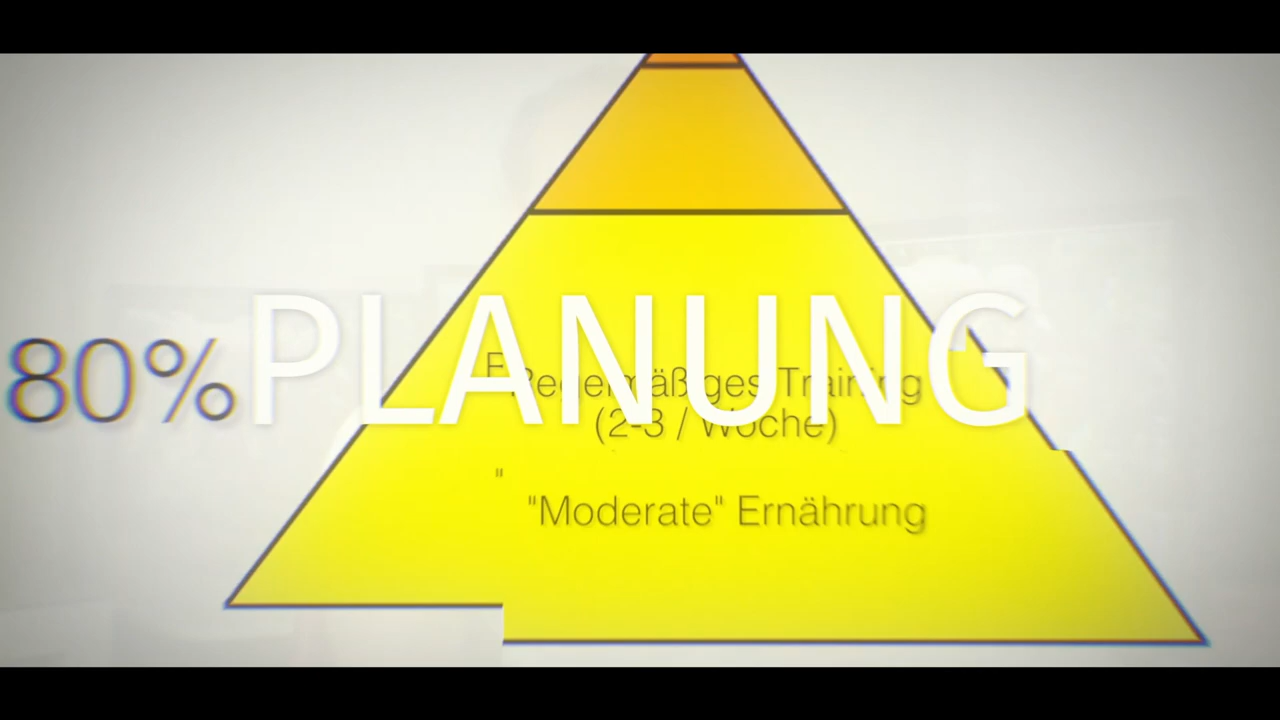 80%
PLANUNG
Regelmäßiges Training
(2-3 / Woche)
"Moderate" Ernährung